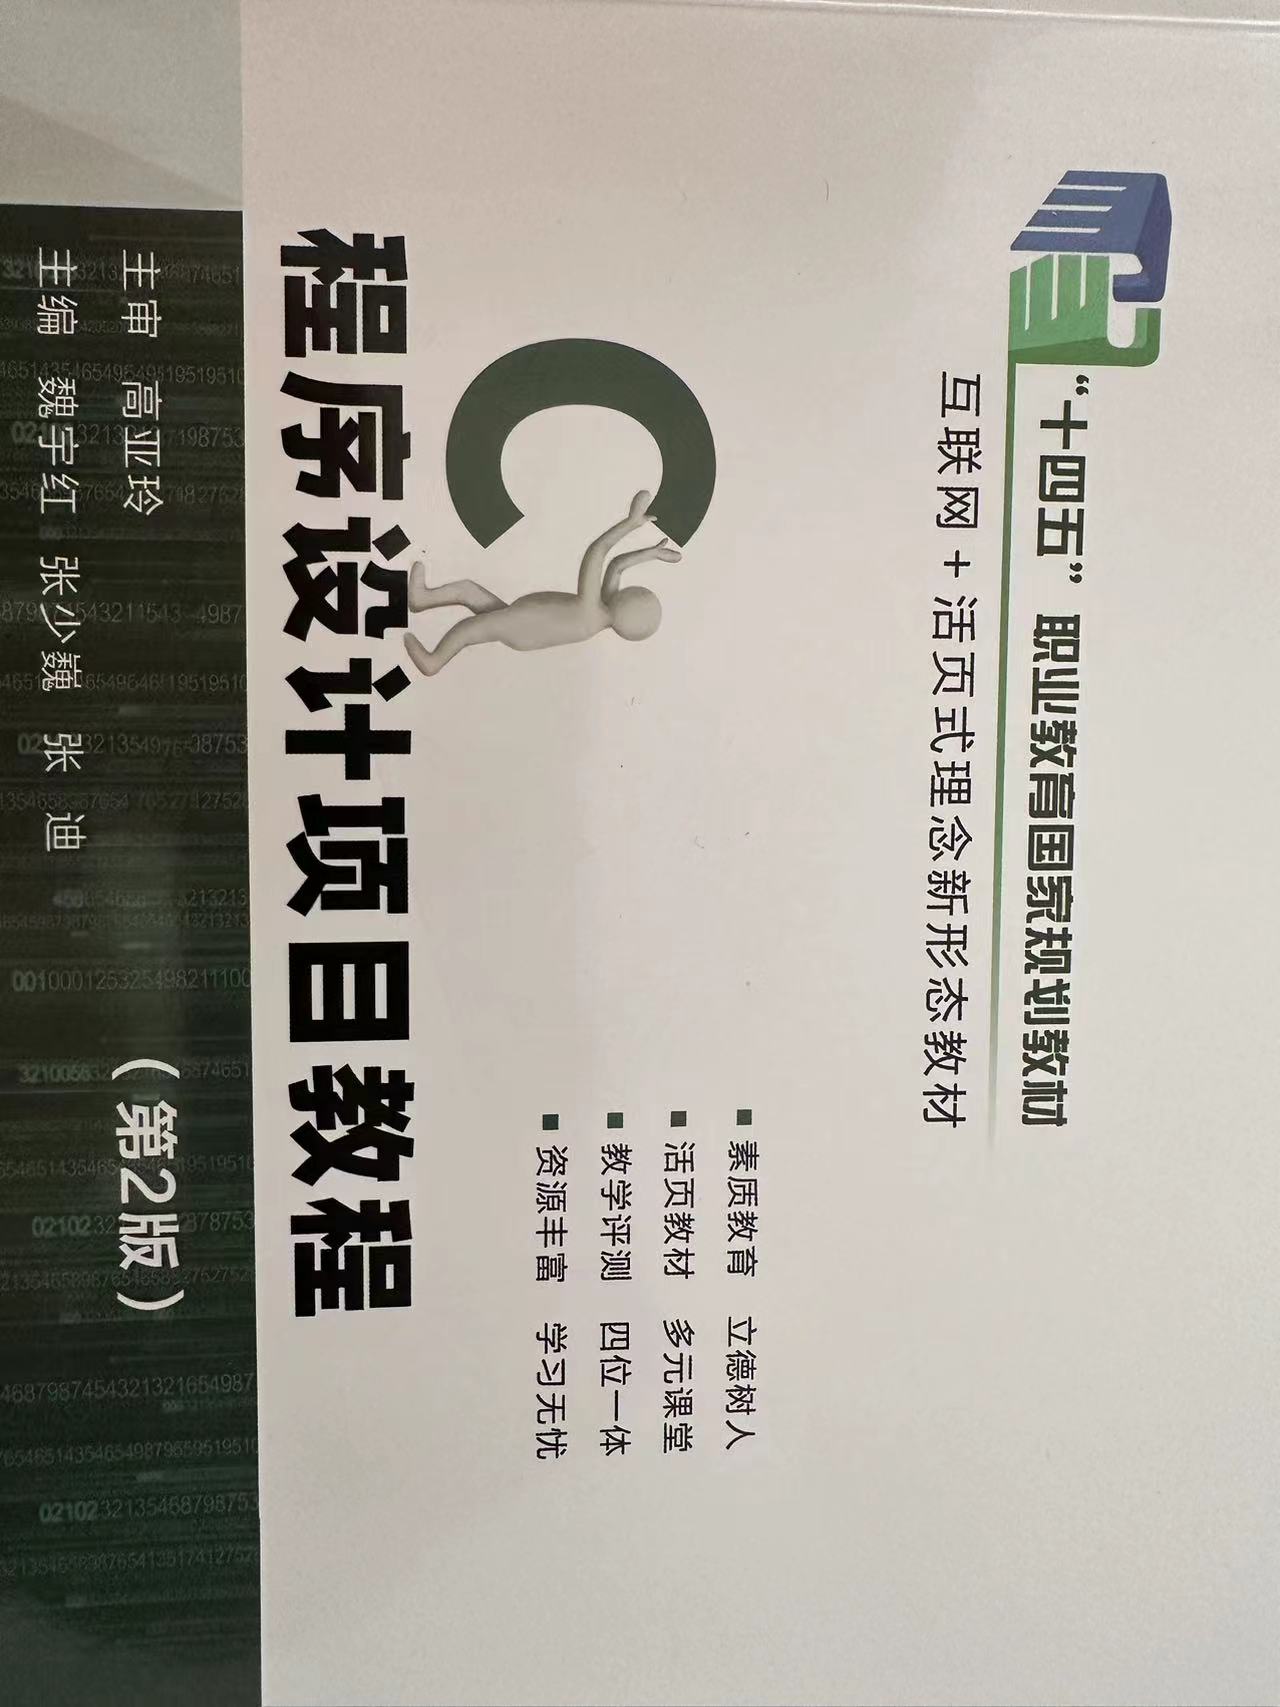 “十四五”职业教育国家规划教材
互联网+活页式理念新形态教材
■ 素质教育 立德树人
■ 活页教材 多元课堂
■ 教学评测 四位一体
■ 资源丰富 学习无忧
C
程序设计项目教程
(第2版)
主审 高亚玲
主编 魏宇红 张少巍 张 迪